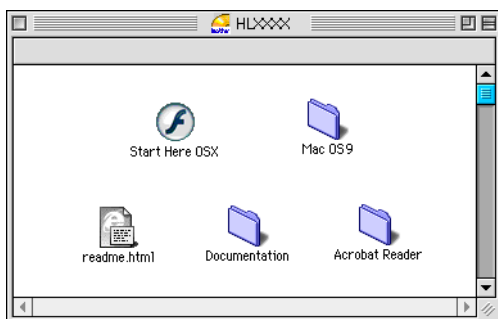 HLXXXX
Start Here OSX
Mac OS9
readme.html
Documentation
Acrobat Reader